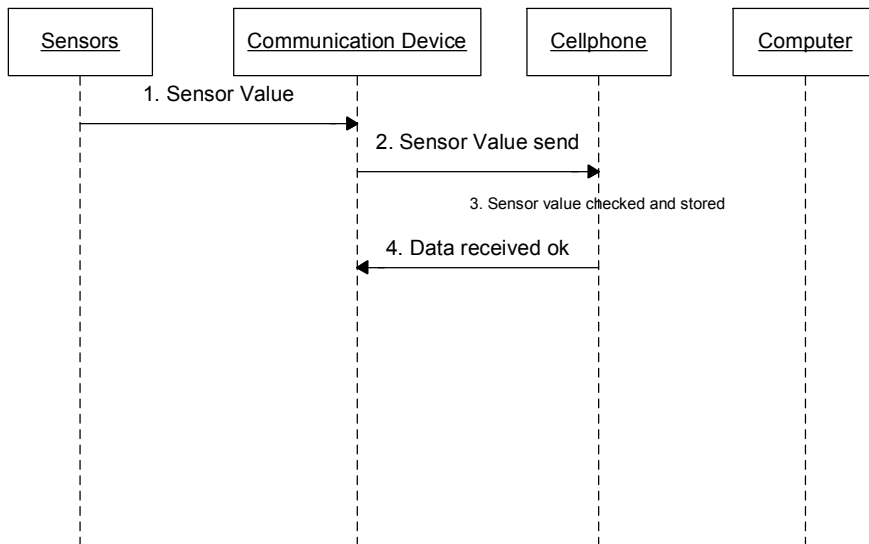 Sensors
Communication Device
Cellphone
Computer
1. Sensor Value
2. Sensor Value send
3. Sensor value checked and stored
4. Data received ok